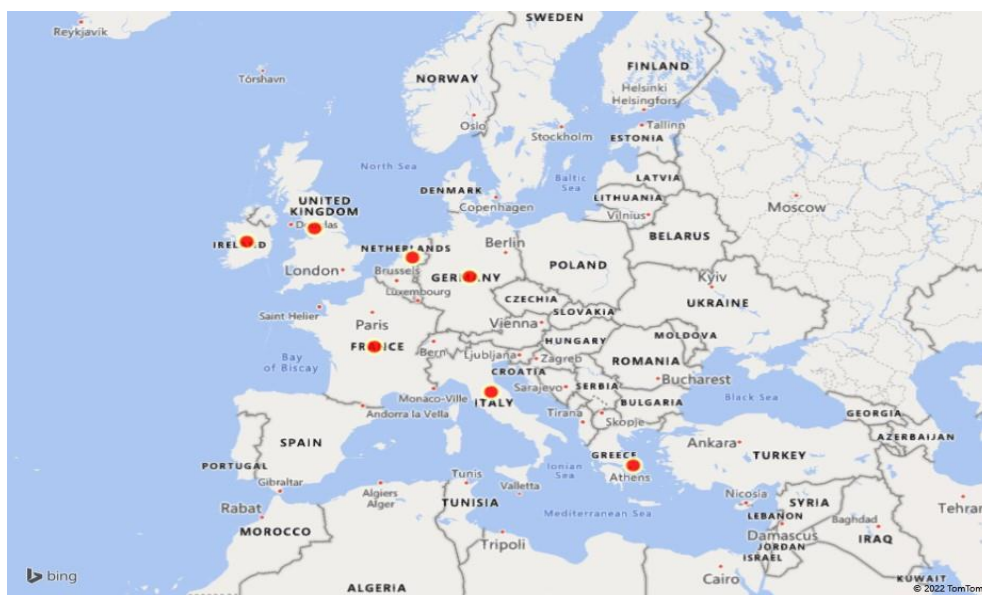 SWEDEN
Reykjavík
FINLAND
Tórshavn
NORWAY
Helsinki
Helsingfors
Oslo
Stockholm
Tallinn
ESTONIA
North Sea
Baltic
Sea
LATVIA
DENMARK
LITHUANIA
Copenhagen
Vilnius
Moscow
UNITED
KINGDOM
BELARUS
IRELAND
NETHERLANDS
Berlin
London
Brussels
GERMANY
POLAND
Kyiv
Luxembourg
CZECHIA
UKRAINE
Saint Helier
SLOVAKIA
Paris
Vienna
MOLDOVA
FRANCE
Bern
HUNGARY
Bay
of Biscay
Ljubljana
Zagreb
ROMANIA
CROATIA
Bucharest
Monaco-Ville
Sarajevo
SERBIA
ITALY
BULGARIA
Black Sea
Andorra la Vella
Tirana
Skopje
GEORGIA
SPAIN
Ankara
AZERBAIJAN
GREECE
TURKEY
PORTUGAL
Ionian
Sea
Athens
Gibraltar
Tunis
Valletta
Algiers
Alger
Nicosia
SYRIA
Tehran
Rabat
TUNISIA
Mediterranean Sea
LEBANON
Baghdad
MOROCCO
Damascus
IRAQ
Tripoli
JORDAN
ISRAEL
Cairo
KUWAIT
bing
ALGERIA
© 2022 TomTom